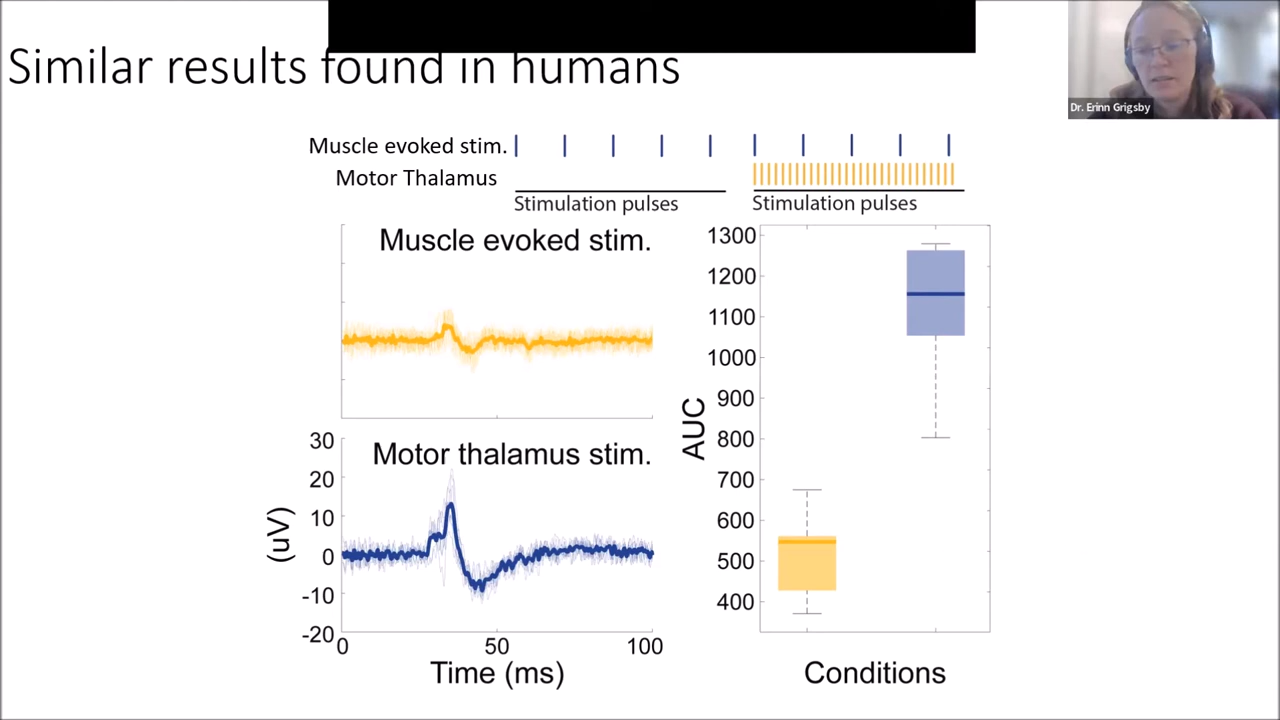 Similar results found in humans
Dr. Erinn Grigsby
Muscle evoked stim.
Motor Thalamus
Stimulation pulses
Stimulation pulses
Muscle evoked stim.
Motor thalamus stim.
30
20
10
0
-10
-20
(uV)
0
50
100
Time (ms)
1300
1200
1100
1000
900
800
700
600
500
400
AUC
Conditions